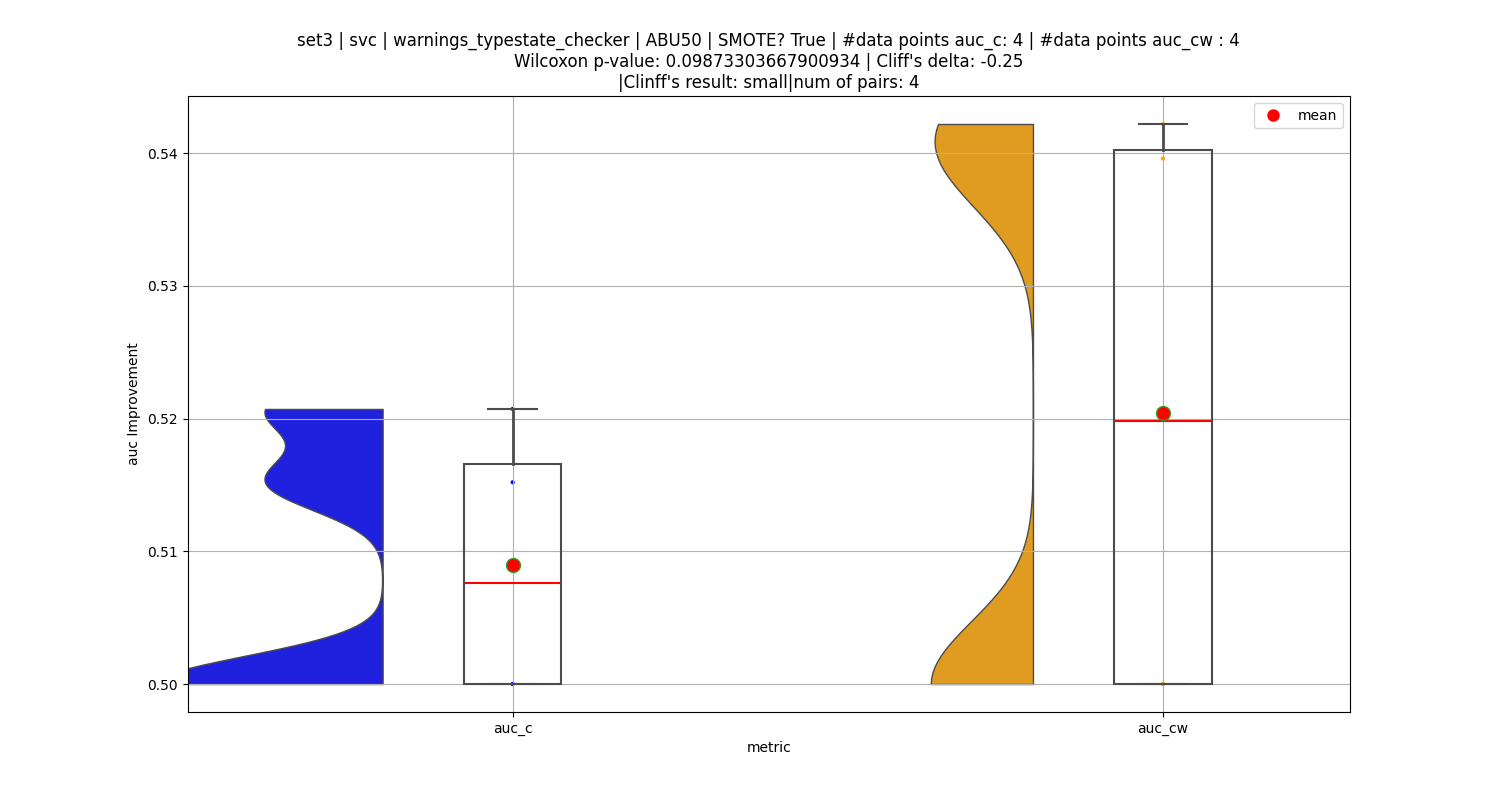 set3 | svc | warnings_typestate_checker | ABU50 | SMOTE? True | #data points auc_c: 4 | #data points auc_cw : 4
Wilcoxon p-value: 0.09873303667900934 | Cliff's delta: -0.25
|Clinff's result: small|num of pairs: 4
mean
0.54
0.53
0.52
0.51
0.50
auc Improvement
auc_c
auc_cw
metric